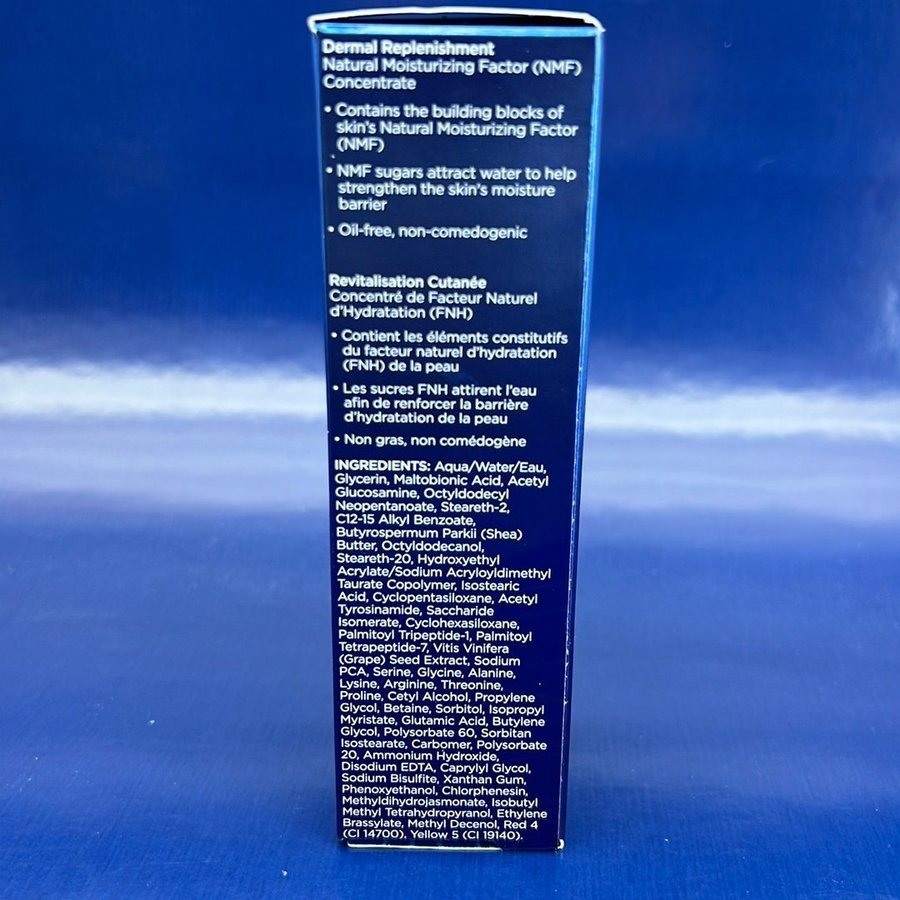 Dermal Replenishment
Natural Moisturizing Factor (NMF)
Concentrate
• Contains the building blocks of
skin's Natural Moisturizing Factor
(NMF)
• NMF sugars attract water to help
strengthen the skin's moisture
barrier
• Oil-free, non-comedogenic
Revitalisation Cutanée
Concentré de Facteur Naturel
d'Hydratation (FNH)
• Contient les éléments constitutifs
du facteur naturel d'hydratation
(FNH) de la peau
• Les sucres FNH attirent l'eau
afin de renforcer la barrière
d'hydratation de la peau
• Non gras, non comédogène
INGREDIENTS: Aqua/Water/Eau,
Glycerin, Maltobionic Acid, Acetyl
Glucosamine, Octyldodecyl
Neopentanoate, Steareth-2,
C12-15 Alkyl Benzoate,
Butyrospermum Parkii (Shea)
Butter, Octyldodecanol,
Steareth-20, Hydroxyethyl
Acrylate/Sodium Acryloyldimethyl
Taurate Copolymer, Isostearic
Acid, Cyclopentasiloxane, Acetyl
Tyrosinamide, Saccharide
Isomerate, Cyclohexasiloxane,
Palmitoyl Tripeptide-1, Palmitoyl
Tetrapeptide-7, Vitis Vinifera
(Grape) Seed Extract, Sodium
PCA, Serine, Glycine, Alanine,
Lysine, Arginine, Threonine,
Proline, Cetyl Alcohol, Propylene
Glycol, Betaine, Sorbitol, Isopropyl
Myristate, Glutamic Acid, Butylene
Glycol, Polysorbate 60, Sorbitan
Isostearate, Carbomer, Polysorbate
20, Ammonium Hydroxide,
Disodium EDTA, Caprylyl Glycol,
Sodium Bisulfite, Xanthan Gum,
Phenoxyethanol, Chlorphenesin,
Methyldihydrojasmonate, Isobutyl
Methyl Tetrahydropyranol, Ethylene
Brassylate, Methyl Decenol, Red 4
(CI 14700), Yellow 5 (CI 19140).